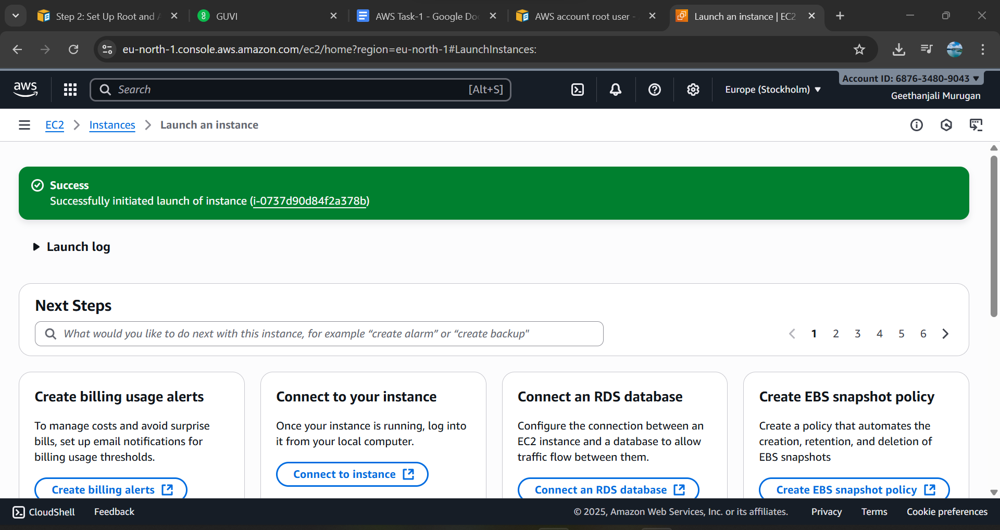 Step 2: Set Up Root and A
GUVI
AWS Task-1 - Google Doc
AWS account root user -
Launch an instance | EC2
eu-north-1.console.aws.amazon.com/ec2/home?region=eu-north-1#LaunchInstances:
aws
Search
[Alt+S]
Europe (Stockholm)
Account ID: 6876-3480-9043
Geethanjali Murugan
EC2
Instances
Launch an instance
Success
Successfully initiated launch of instance (i-0737d90d84f2a378b)
Launch log
Next Steps
What would you like to do next with this instance, for example “create alarm” or “create backup"
1 2 3 4 5 6
Create billing usage alerts
To manage costs and avoid surprise
bills, set up email notifications for
billing usage thresholds.
Create billing alerts
Connect to your instance
Once your instance is running, log into
it from your local computer.
Connect to instance
Connect an RDS database
Configure the connection between an
EC2 instance and a database to allow
traffic flow between them.
Connect an RDS database
Create EBS snapshot policy
Create a policy that automates the
creation, retention, and deletion of
EBS snapshots
Create EBS snapshot policy
CloudShell
Feedback
© 2025, Amazon Web Services, Inc. or its affiliates.
Privacy
Terms
Cookie preferences